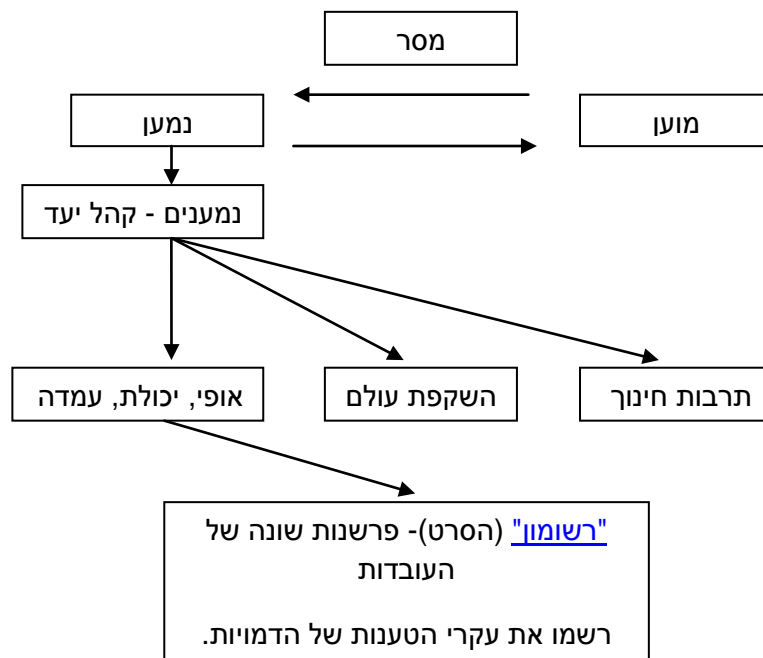 מסר
מוען
נמען
נמענים - קהל יעד
תרבות חינוך
השקפת עולם
אופי, יכולת, עמדה
"רשומון" (הסרט)- פרשנות שונה של
העובדות
רשמו את עקרי הטענות של הדמויות.